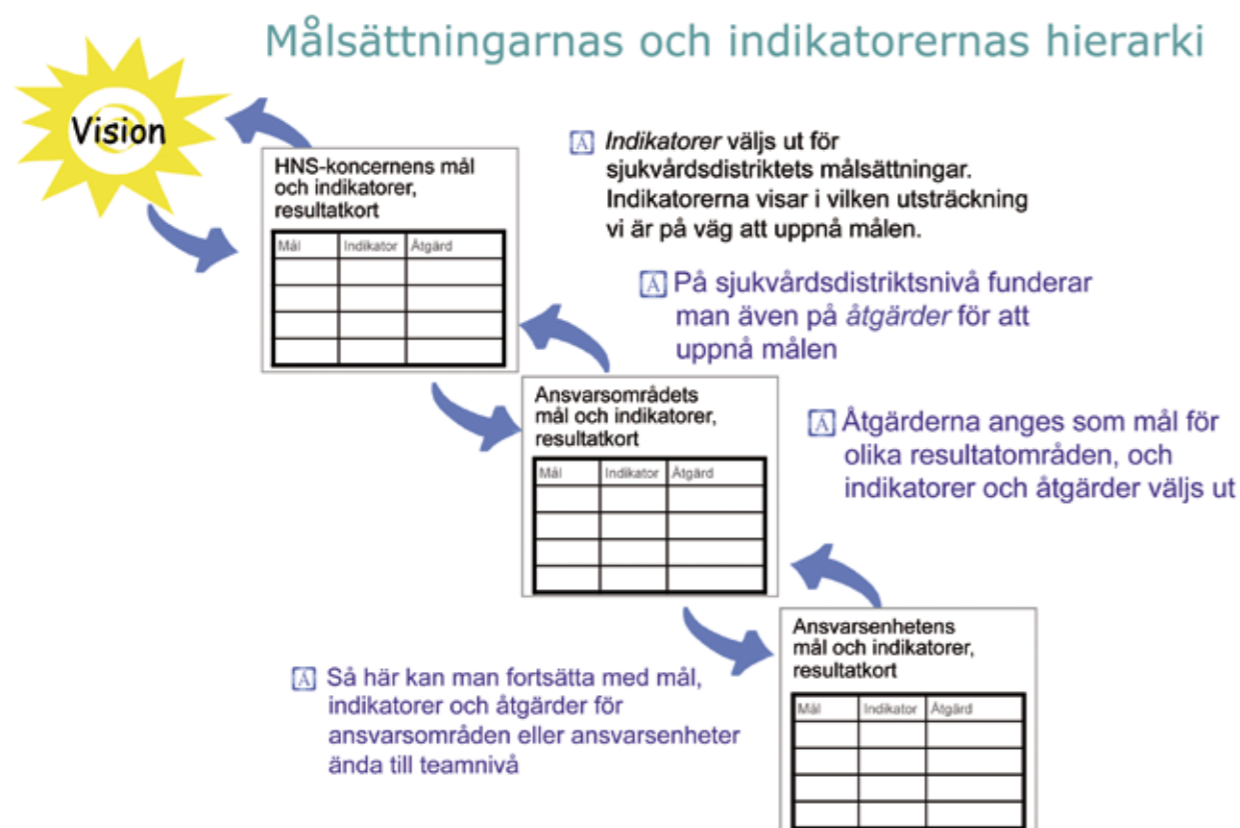 Målsättningarnas och indikatorernas hierarki
Vision
HNS-koncernens mål
och indikatorer,
resultatkort
Mål Indikator Åtgärd
Indikatorer väljs ut för
sjukvårdsdistriktets målsättningar.
Indikatorerna visar i vilken utsträckning
vi är på väg att uppnå målen.
På sjukvårdsdistriktsnivå funderar
man även på åtgärder för att
uppnå målen
Ansvarsområdets
mål och indikatorer,
resultatkort
Mål Indikator Åtgärd
Åtgärderna anges som mål för
olika resultatområden, och
indikatorer och åtgärder väljs ut
Ansvarsenhetens
mål och indikatorer,
resultatkort
Mål Indikator Åtgärd
Så här kan man fortsätta med mål,
indikatorer och åtgärder för
ansvarsområden eller ansvarsenheter
ända till teamnivå